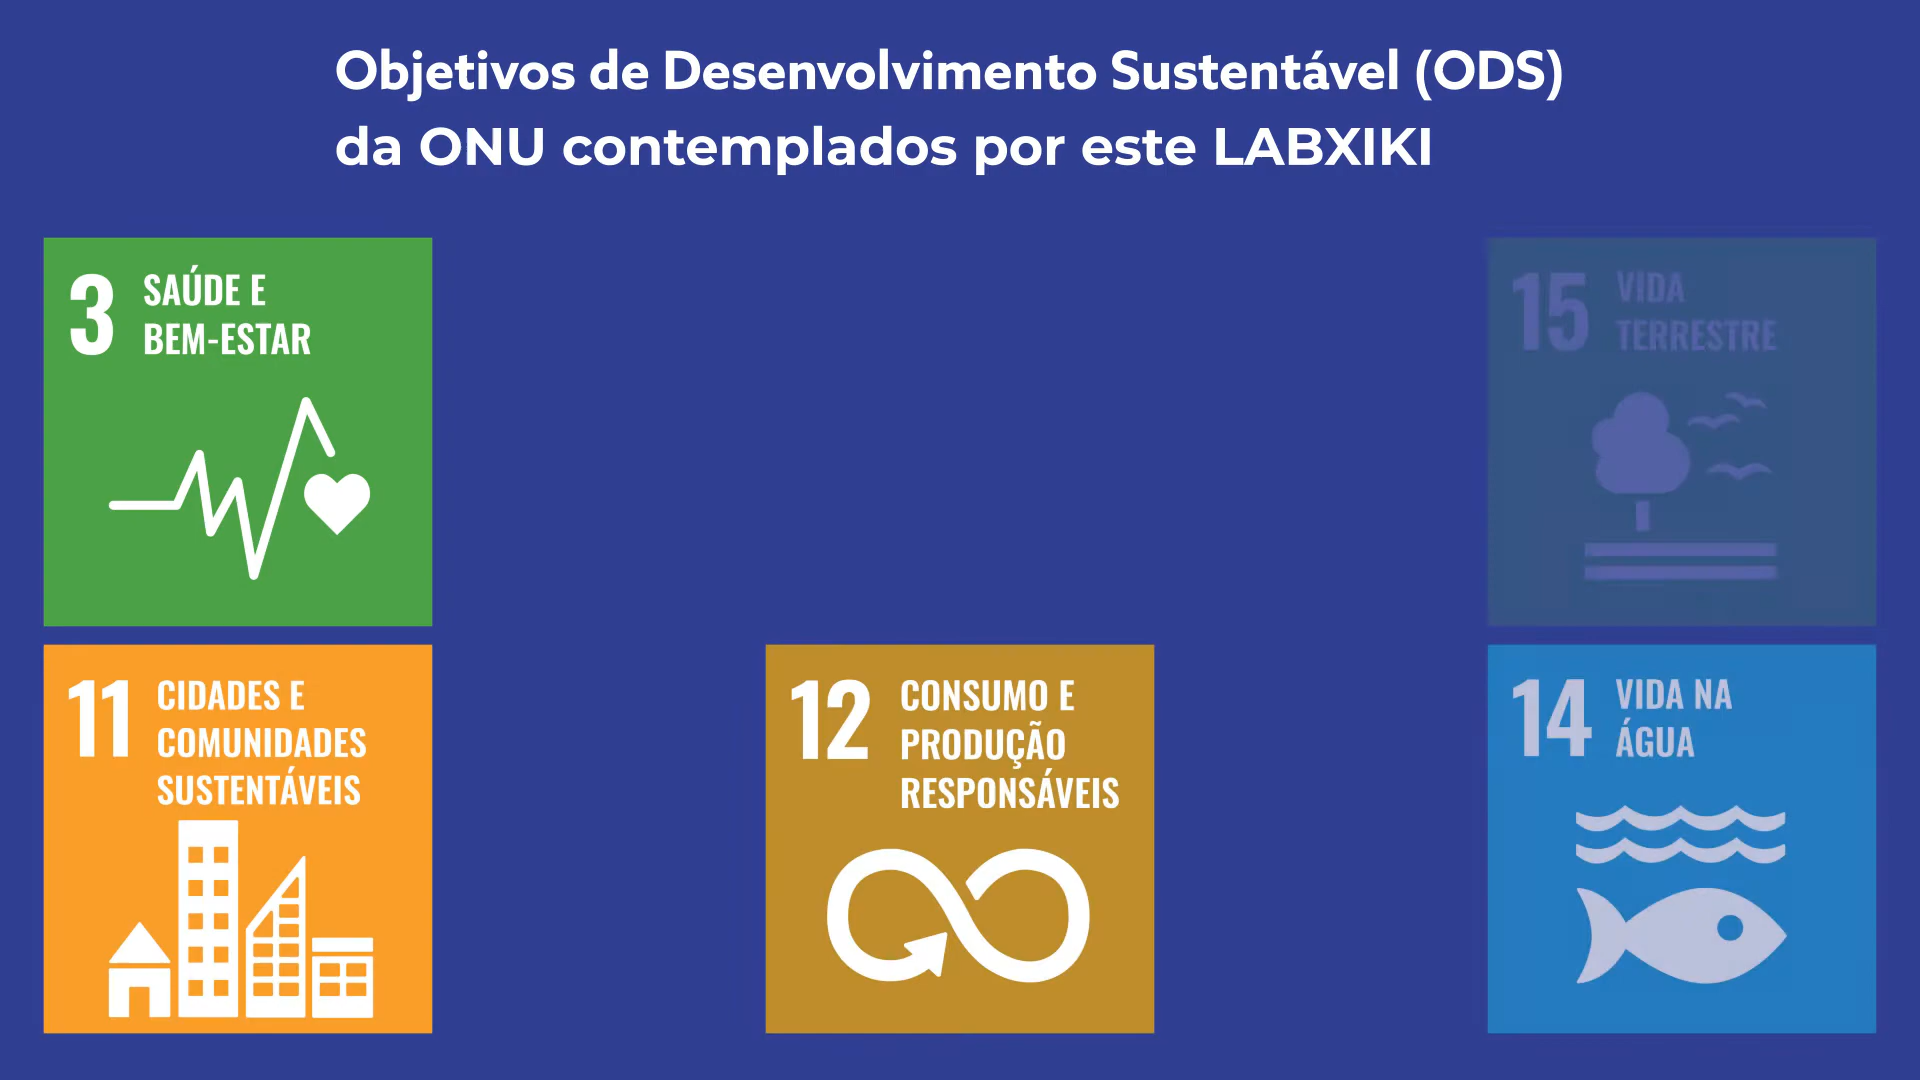 Objetivos de Desenvolvimento Sustentável (ODS)
da ONU contemplados por este LABXIKI
3
SAÚDE E
BEM-ESTAR
15
VIDA
TERRESTRE
11
CIDADES E
COMUNIDADES
SUSTENTÁVEIS
12
CONSUMO E
PRODUÇÃO
RESPONSÁVEIS
14
VIDA NA
ÁGUA